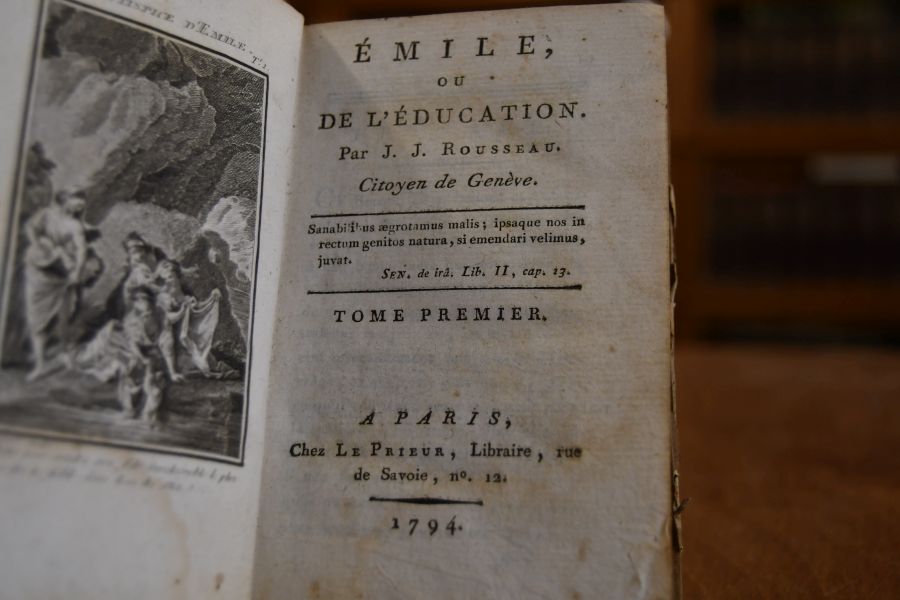 D'EMILE
ÉMILE,
OU
DE L'ÉDUCATION.
Par J. J. ROUSSEAU.
Citoyen de Genève.
Sanabilibus ægrotamus malis ; ipsaque nos in
rectum genitos natura, si emendari velimus,
juvat.
SEN. de irâ. Lib. II, cap. 13.
TOME PREMIER.
A PARIS,
Chez LE PRIEUR, Libraire, rue
de Savoie, nº. 12.
1794.